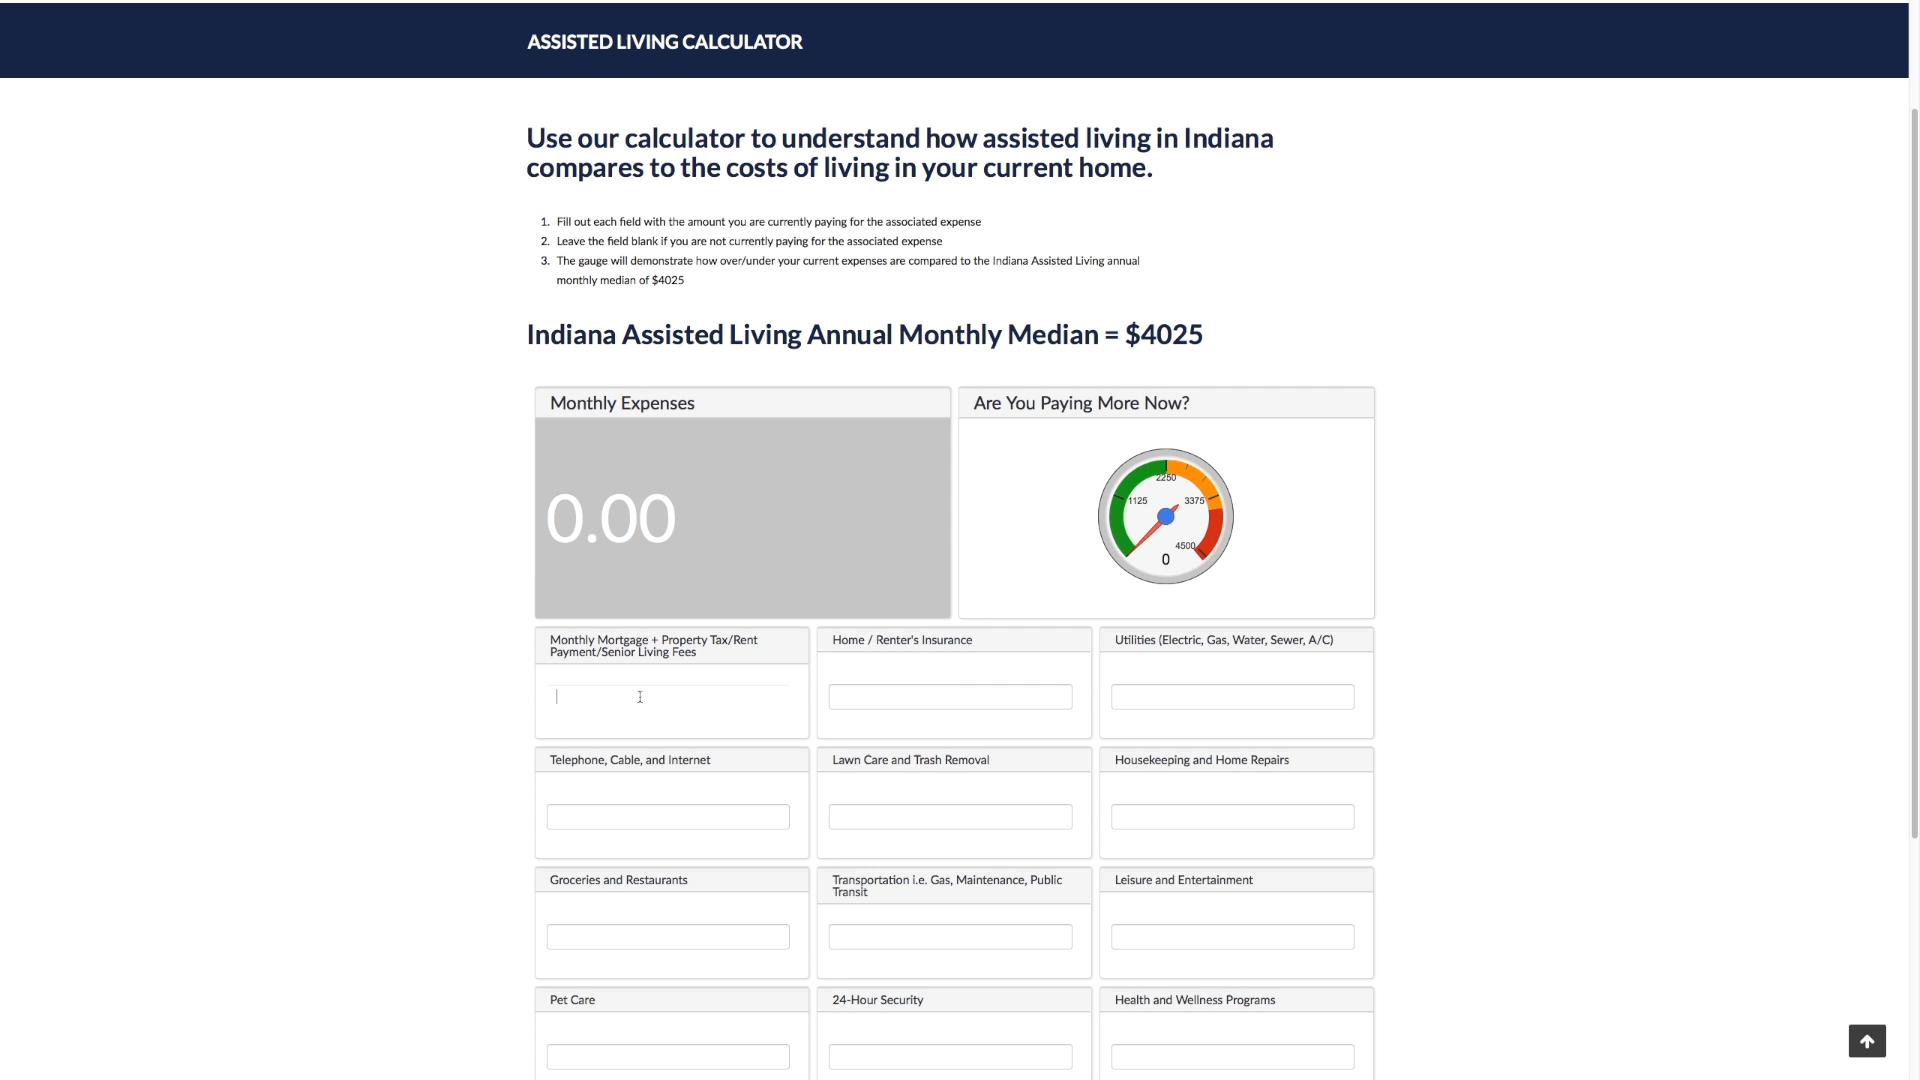 ASSISTED LIVING CALCULATOR
Use our calculator to understand how assisted living in Indiana
compares to the costs of living in your current home.
1. Fill out each field with the amount you are currently paying for the associated expense
2. Leave the field blank if you are not currently paying for the associated expense
3. The gauge will demonstrate how over/under your current expenses are compared to the Indiana Assisted Living annual
monthly median of $4025
Indiana Assisted Living Annual Monthly Median = $4025
Monthly Expenses
Are You Paying More Now?
0.00
2250
1125
3375
4500
0
Monthly Mortgage + Property Tax/Rent
Payment/Senior Living Fees
Home / Renter's Insurance
Utilities (Electric, Gas, Water, Sewer, A/C)
Telephone, Cable, and Internet
Lawn Care and Trash Removal
Housekeeping and Home Repairs
Groceries and Restaurants
Transportation i.e. Gas, Maintenance, Public
Transit
Leisure and Entertainment
Pet Care
24-Hour Security
Health and Wellness Programs